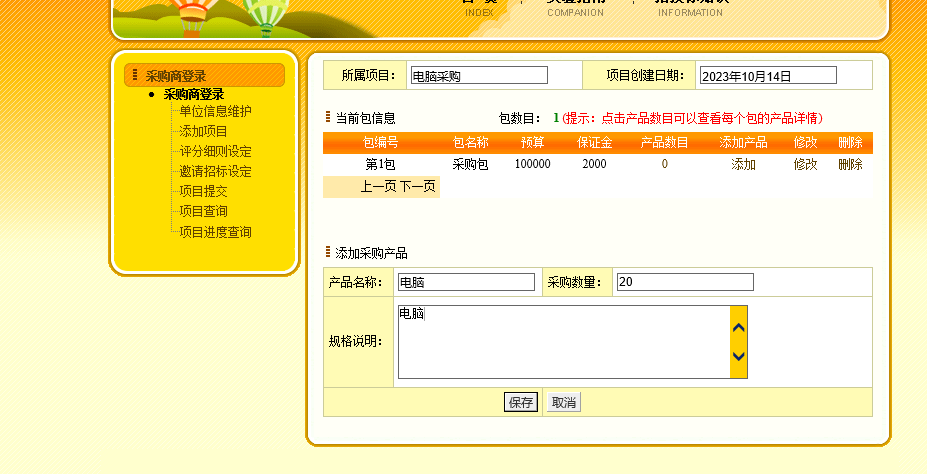 INDEX COMPANION INFORMATION
采购商登录
采购商登录
单位信息维护
添加项目
评分细则设定
邀请招标设定
项目提交
项目查询
项目进度查询
所属项目： 电脑采购 项目创建日期： 2023年10月14日
当前包信息 包数目： 1 (提示：点击产品数目可以查看每个包的产品详情)
包编号 包名称 预算 保证金 产品数目 添加产品 修改 删除
第1包 采购包 100000 2000 0 添加 修改 删除
上一页 下一页
添加采购产品
产品名称： 电脑 采购数量： 20
规格说明： 电脑
保存 取消